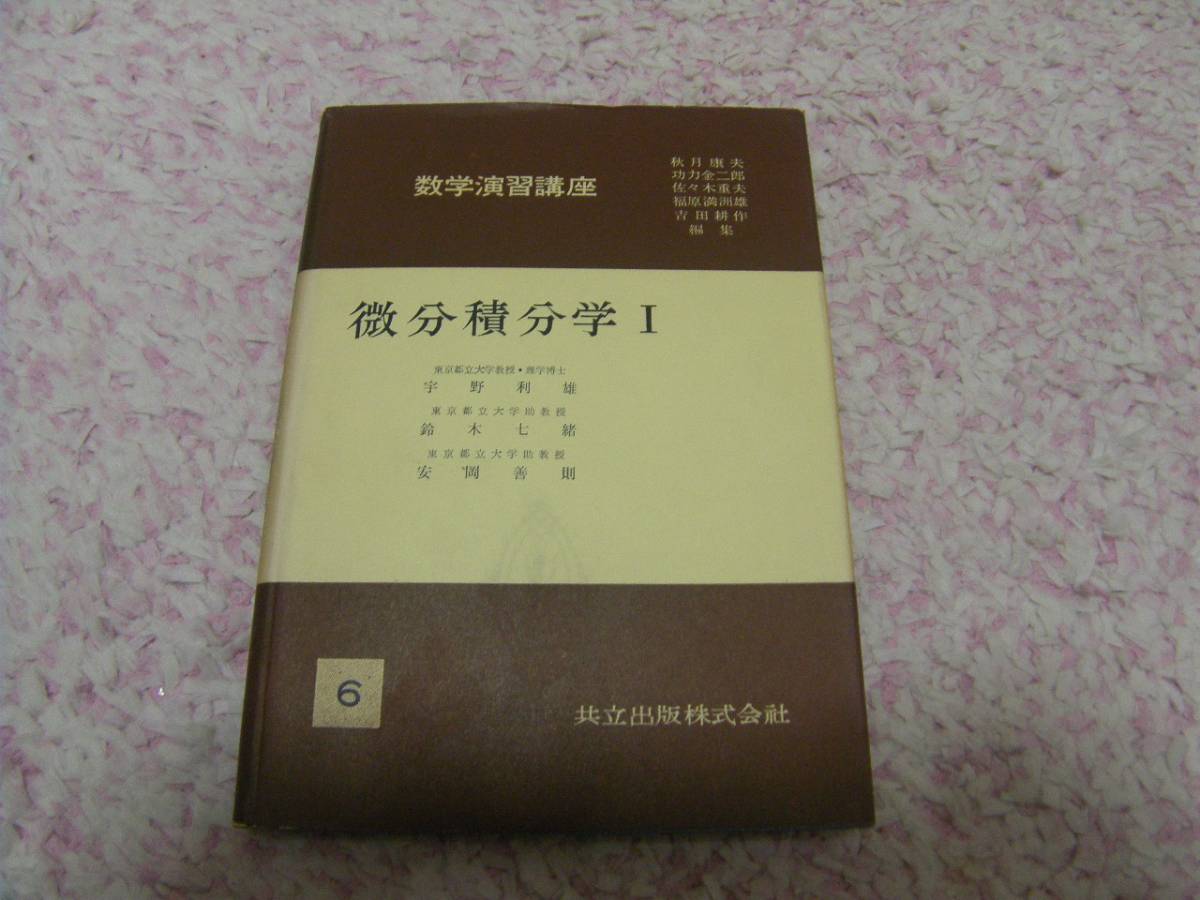 数学演習講座
秋月康夫
功力金二郎
佐々木重夫
福原満洲雄
吉田耕作
編集
微分積分学 I
東京都立大学教授・理学博士
宇野利雄
東京都立大学助教授
鈴木七緒
東京都立大学助教授
安岡善則
6
共立出版株式会社